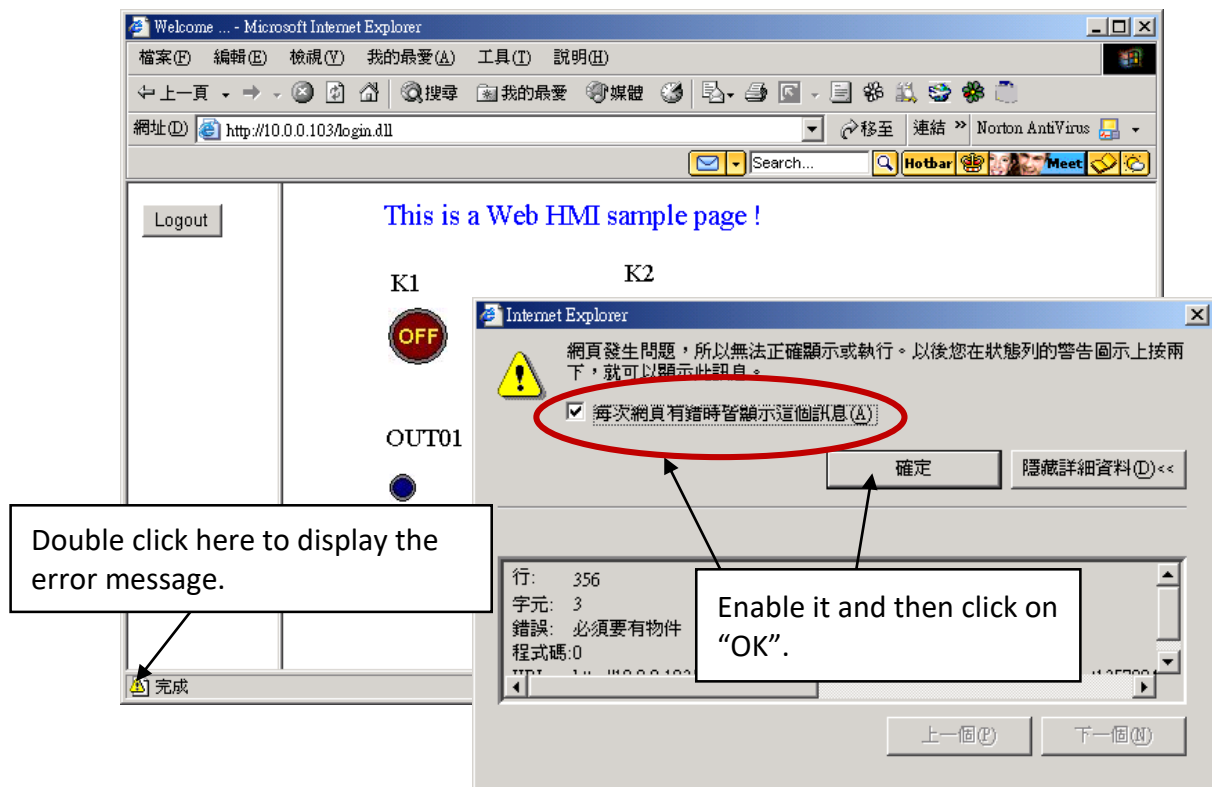 Welcome ... - Microsoft Internet Explorer
檔案(F) 編輯(E) 檢視(V) 我的最愛(A) 工具(T) 說明(H)
上一頁 搜尋 我的最愛 媒體
網址(D) http://10.0.0.103/login.dll 移至 連結 » Norton AntiVirus
Search... Hotbar Meet
Logout
This is a Web HMI sample page !
K1
K2
OFF
OUT01
Internet Explorer
網頁發生問題，所以無法正確顯示或執行。以後您在狀態列的警告圖示上按兩
下，就可以顯示此訊息。
每次網頁有錯時皆顯示這個訊息(A)
確定
隱藏詳細資料(D)<<
Double click here to display the
error message.
行: 356
字元: 3
錯誤: 必須要有物件
程式碼:0
Enable it and then click on
“OK”.
完成
上一個(P)
下一個(N)